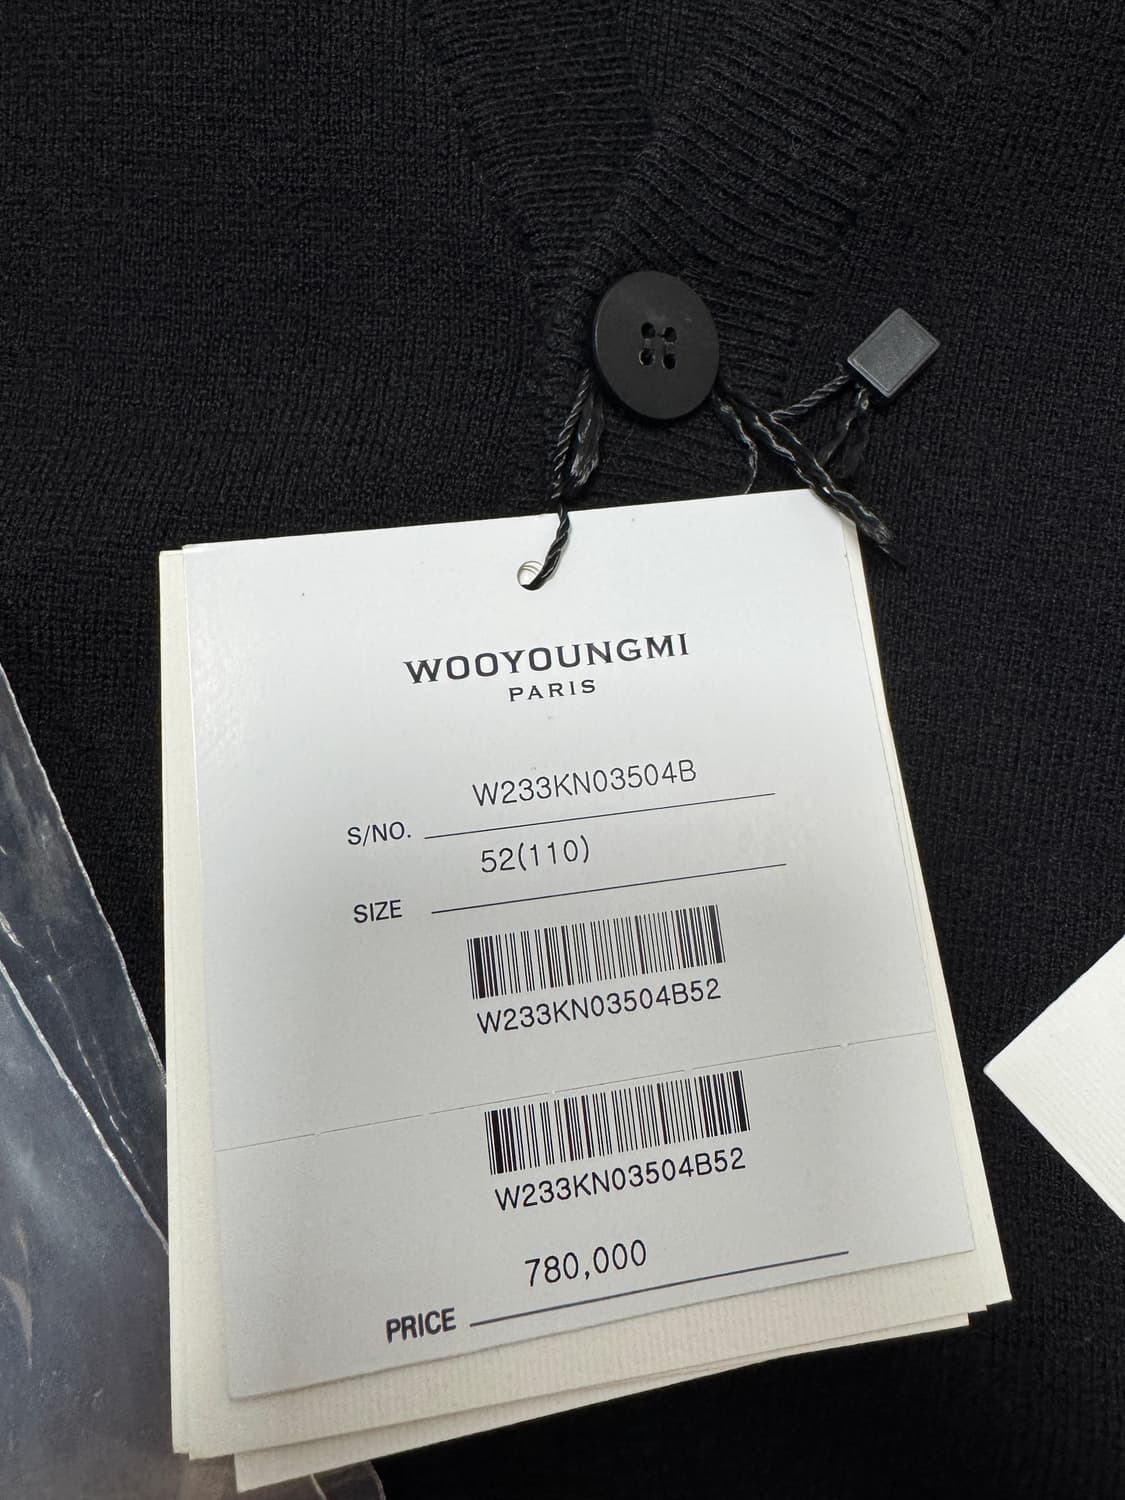 WOOYOUNGMI
PARIS
W233KN03504B
S/NO.
52(110)
SIZE
W233KN03504B52
W233KN03504B52
780,000
PRICE